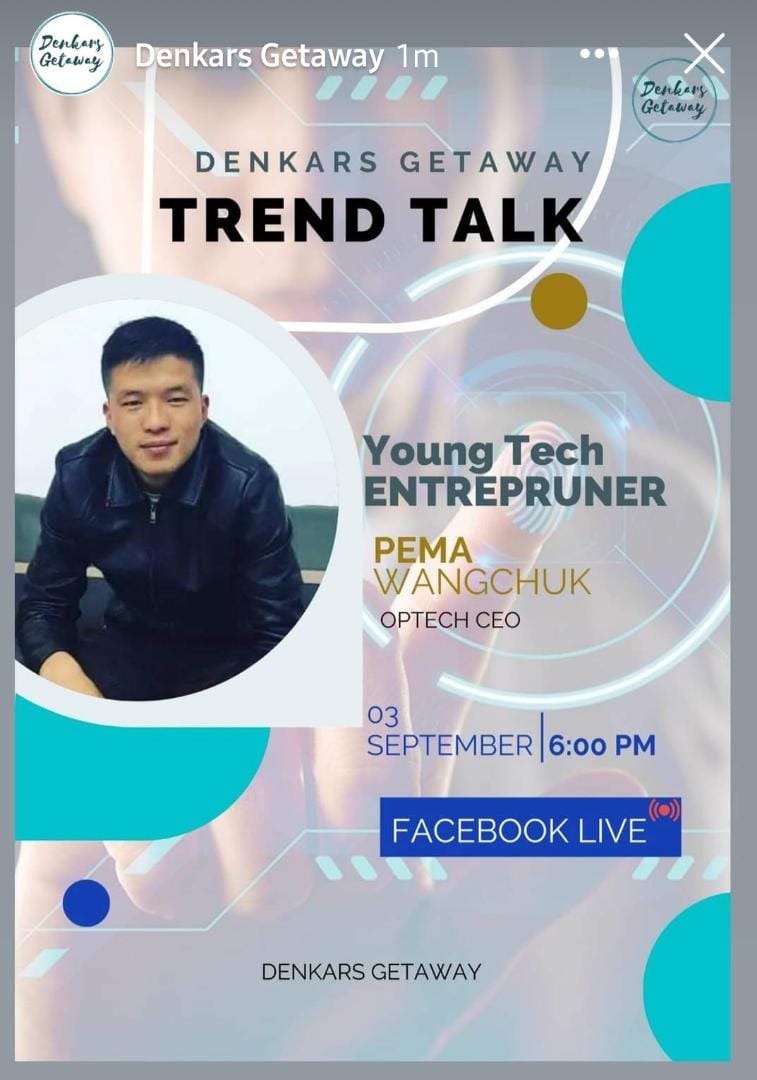 Denkars
Getaway
Denkars Getaway 1m
Denkars
Getaway
DENKARS GETAWAY
TREND TALK
Young Tech
ENTREPRUNER
PEMA
WANGCHUK
OPTECH CEO
03
SEPTEMBER 6:00 PM
FACEBOOK LIVE
DENKARS GETAWAY